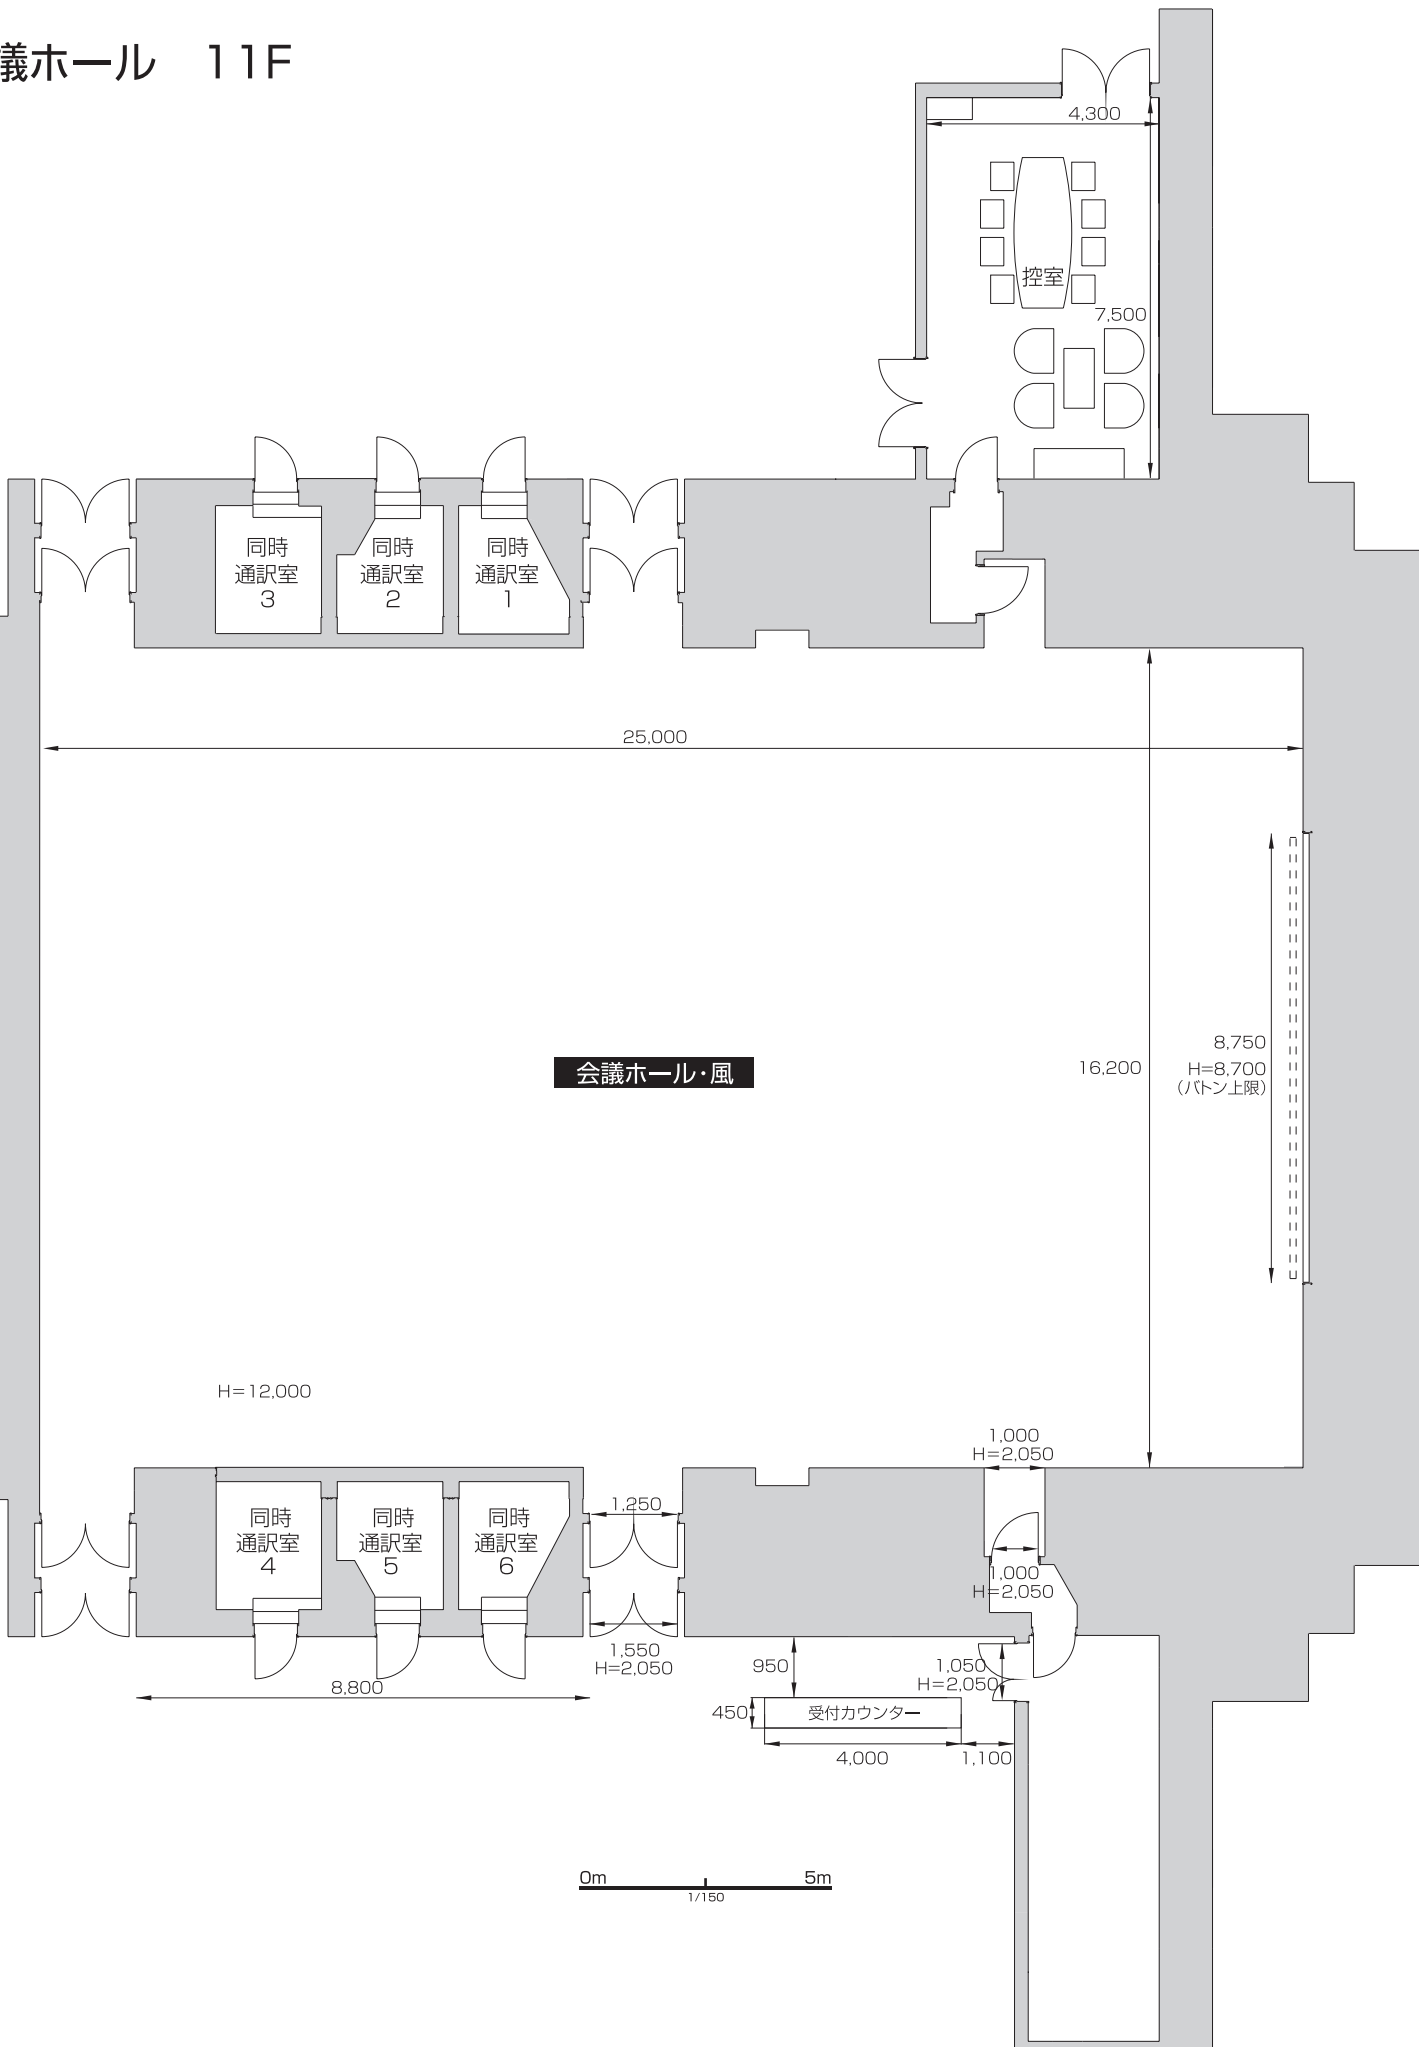 議ホール 11F
4,300
控室
7,500
同時
通訳室
3
同時
通訳室
2
同時
通訳室
1
25,000
8,750
H=8,700
(バトン上限)
16,200
会議ホール・風
H=12,000
1,000
H=2,050
同時
通訳室
4
同時
通訳室
5
同時
通訳室
6
1,250
1,000
H=2,050
1,550
H=2,050
950
1,050
H=2,050
8,800
450
受付カウンター
4,000
1,100
0m
5m
1/150